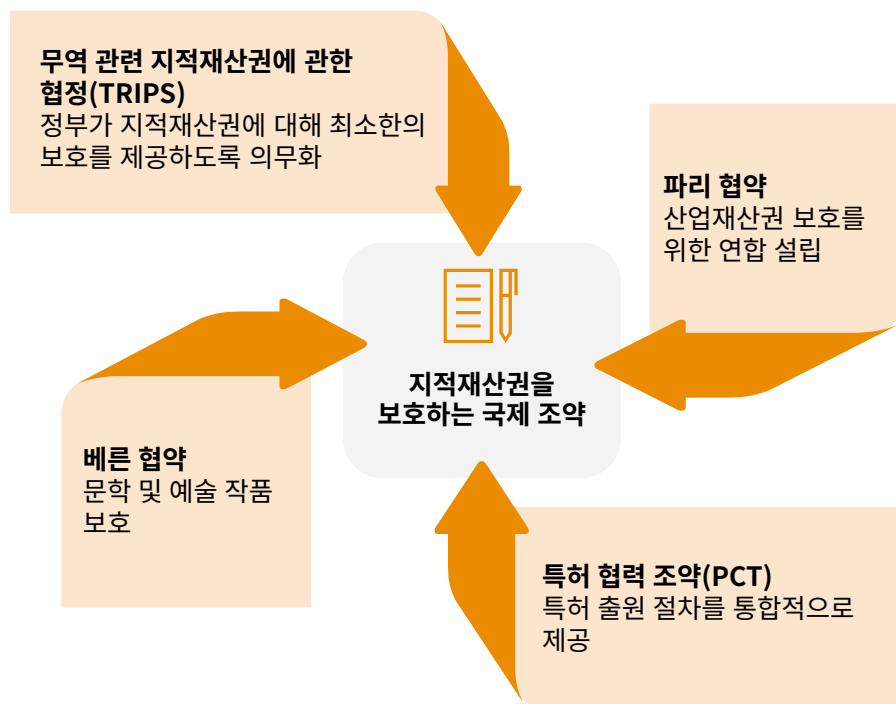 무역 관련 지적재산권에 관한
협정(TRIPS)
정부가 지적재산권에 대해 최소한의
보호를 제공하도록 의무화
파리 협약
산업재산권 보호를
위한 연합 설립
지적재산권을
보호하는 국제 조약
베른 협약
문학 및 예술 작품
보호
특허 협력 조약(PCT)
특허 출원 절차를 통합적으로
제공